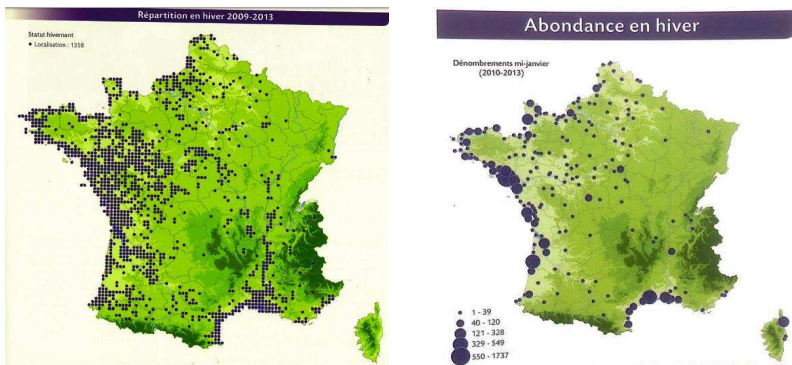 Répartition en hiver 2009-2013
Statut hivernant
Localisation : 1358
Abondance en hiver
Dénombrements mi-janvier
(2010-2013)
1 - 39
40 - 120
121 - 328
329 - 549
550 - 1737